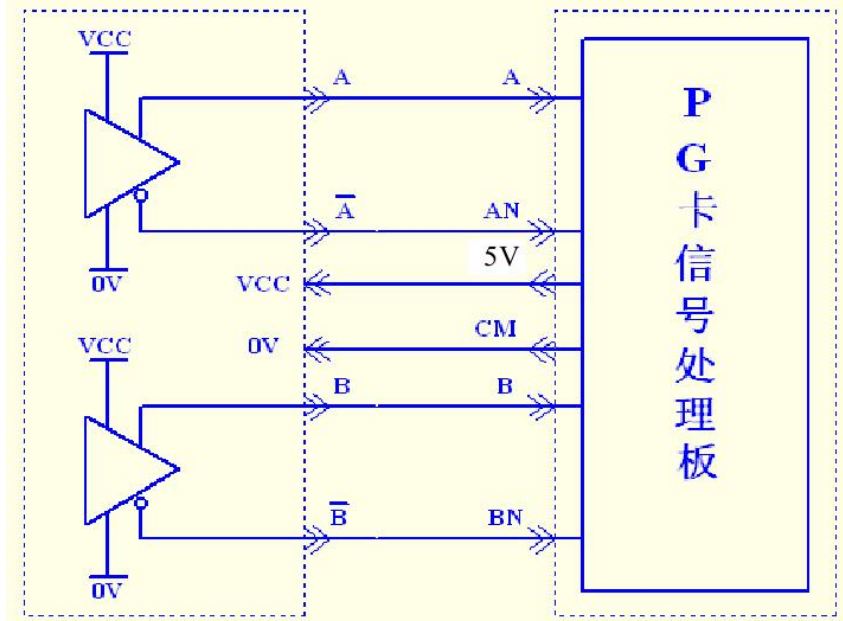 VCC
A
A
P
G
卡
信
号
处
理
板
A̅
AN
0V
5V
VCC
CM
0V
VCC
B
B
B̅
BN
0V